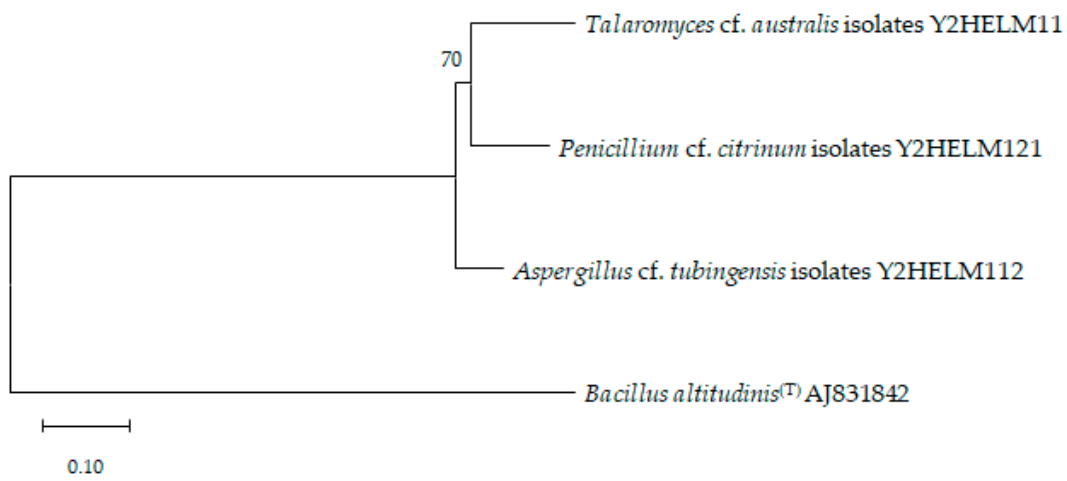 Talaromyces cf. australis isolates Y2HELM11
70
Penicillium cf. citrinum isolates Y2HELM121
Aspergillus cf. tubingensis isolates Y2HELM112
Bacillus altitudinis(T) AJ831842
0.10